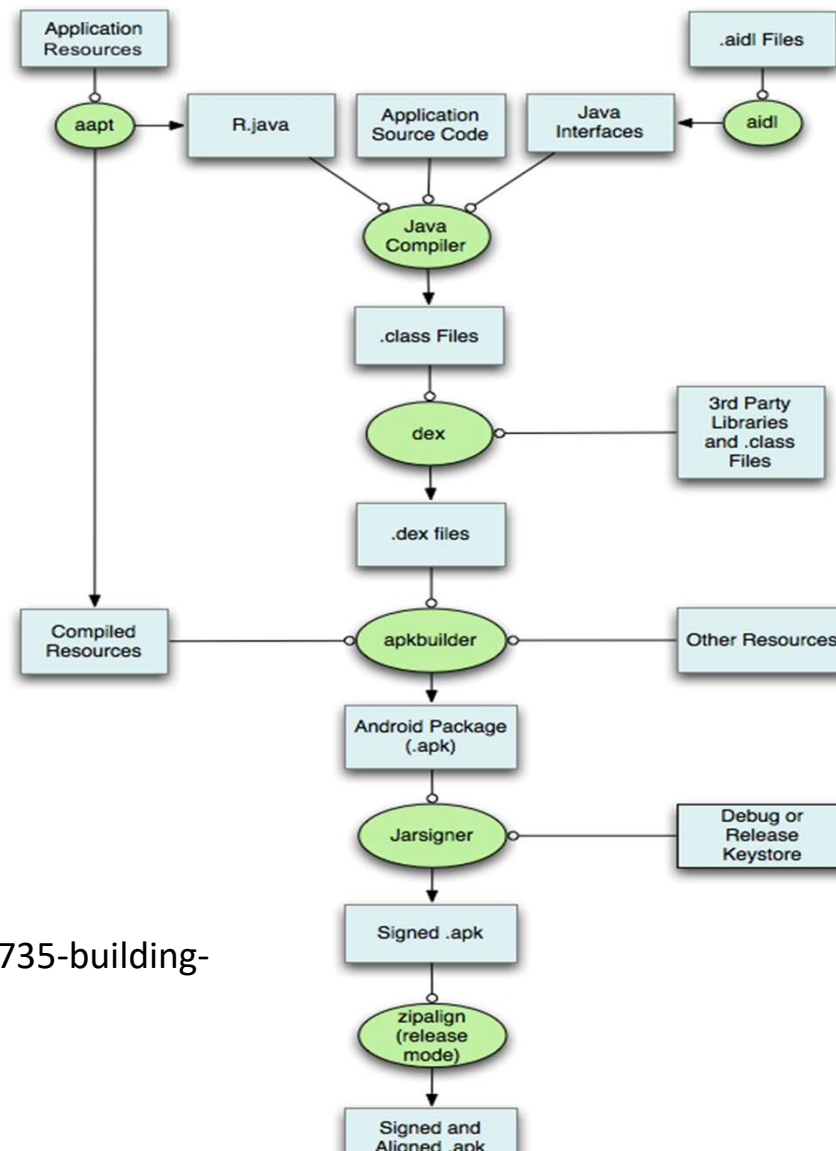 Application
Resources
.aidl Files
aapt
R.java
Application
Source Code
Java
Interfaces
aidl
Java
Compiler
.class Files
dex
3rd Party
Libraries
and .class
Files
.dex files
Compiled
Resources
apkbuilder
Other Resources
Android Package
(.apk)
Jarsigner
Debug or
Release
Keystore
Signed .apk
735-building-
zipalign
(release
mode)
Signed and
Aligned .apk